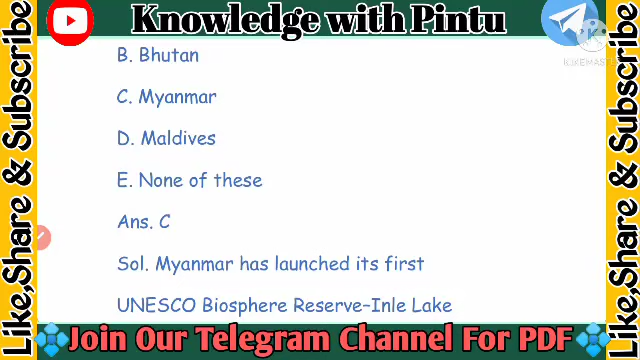 Knowledge with Pintu
B. Bhutan
C. Myanmar
D. Maldives
E. None of these
Ans. C
Sol. Myanmar has launched its first
UNESCO Biosphere Reserve–Inle Lake
Join Our Telegram Channel For PDF
Like,Share & Subscribe
Like,Share & Subscribe